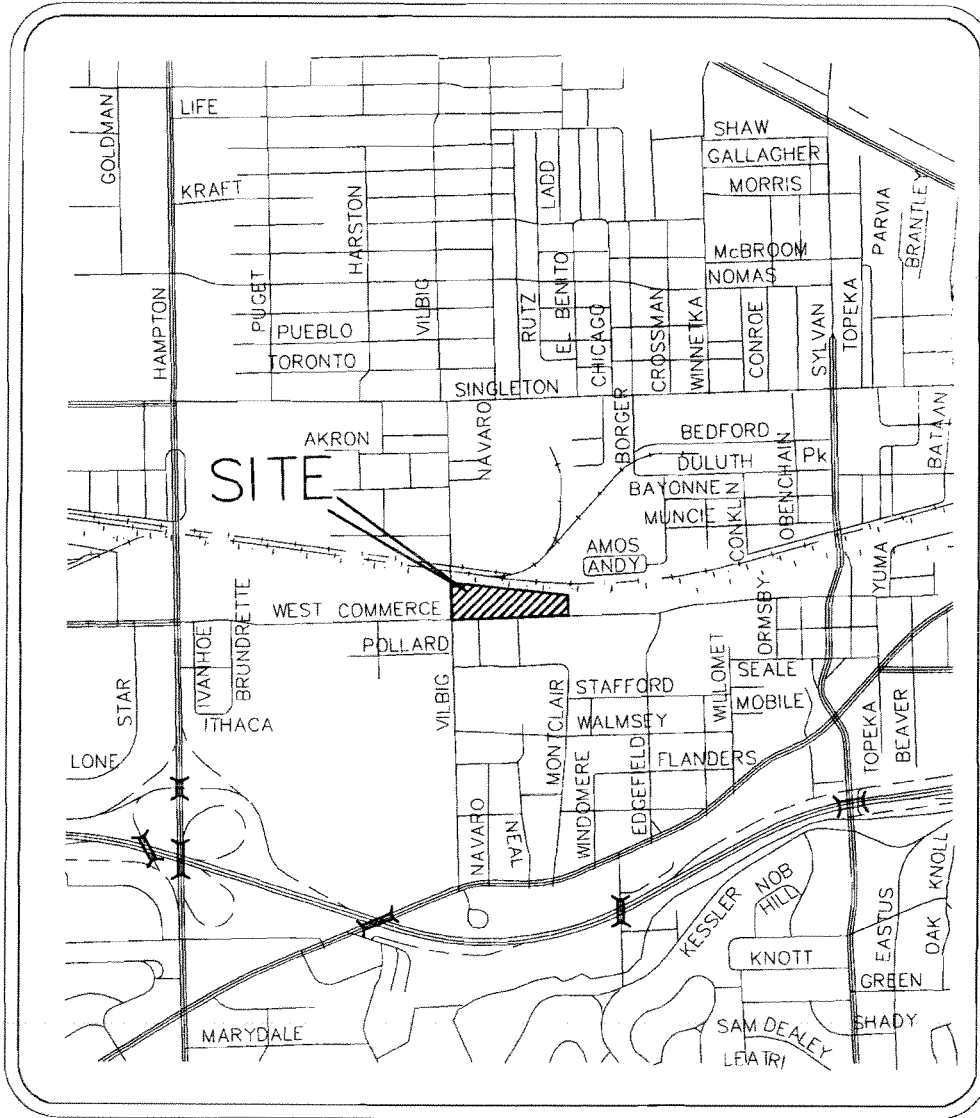 GOLDMAN
LIFE
SHAW
GALLAGHER
MORRIS
LADD
KRAFT
HARSTON
PARVIA
BRANTLEY
McBROOM
NOMAS
HAMPTON
PUGET
VILBIG
RUTZ
EL BENITO
CHICAGO
CROSSMAN
WINNETKA
CONROE
SYLVAN
TOPEKA
PUEBLO
TORONTO
SINGLETON
AKRON
NAVARO
BORGER
BEDFORD
DULUTH
Pk
BATAAN
SITE
BAYONNE
MUNCIE
CONKLN
OBENCHAIN
AMOS
ANDY
YUMA
WEST COMMERCE
ORMSBY
POLLARD
IVANHOE
BRUNDRETTE
STAR
VILBIG
MONTCLAIR
STAFFORD
WILLOMET
SEALE
MOBILE
ITHACA
WALMSEY
LONE
WINDOMERE
EDGEFIELD
FLANDERS
TOPEKA
BEAVER
NAVARO
NEAL
KESSLER
NOB
HILL
EASTUS
OAK KNOLL
KNOTT
GREEN
MARYDALE
SAM DEALEY
SHADY
LEATRI